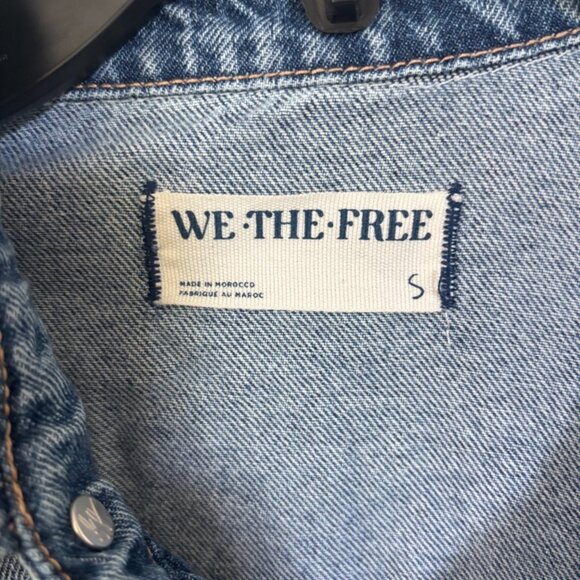 WE·THE·FREE
MADE IN MOROCCO
FABRIQUE AU MAROC
S